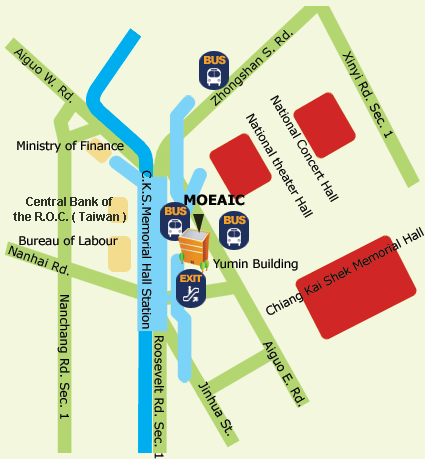 BUS
Zhongshan S. Rd.
Xinyi Rd. Sec. 1
Aiguo W. Rd.
National Concert Hall
National theater Hall
Ministry of Finance
C.K.S.Memorial Hall Station
MOEAIC
Central Bank of
the R.O.C. ( Taiwan )
BUS
BUS
Bureau of Labour
Nanhai Rd.
Yumin Building
Chiang Kai Shek Memorial Hall
EXIT
Nanchang Rd. Sec. 1
Roosevelt Rd. Sec. 1
Jinhua St.
Aiguo E. Rd.